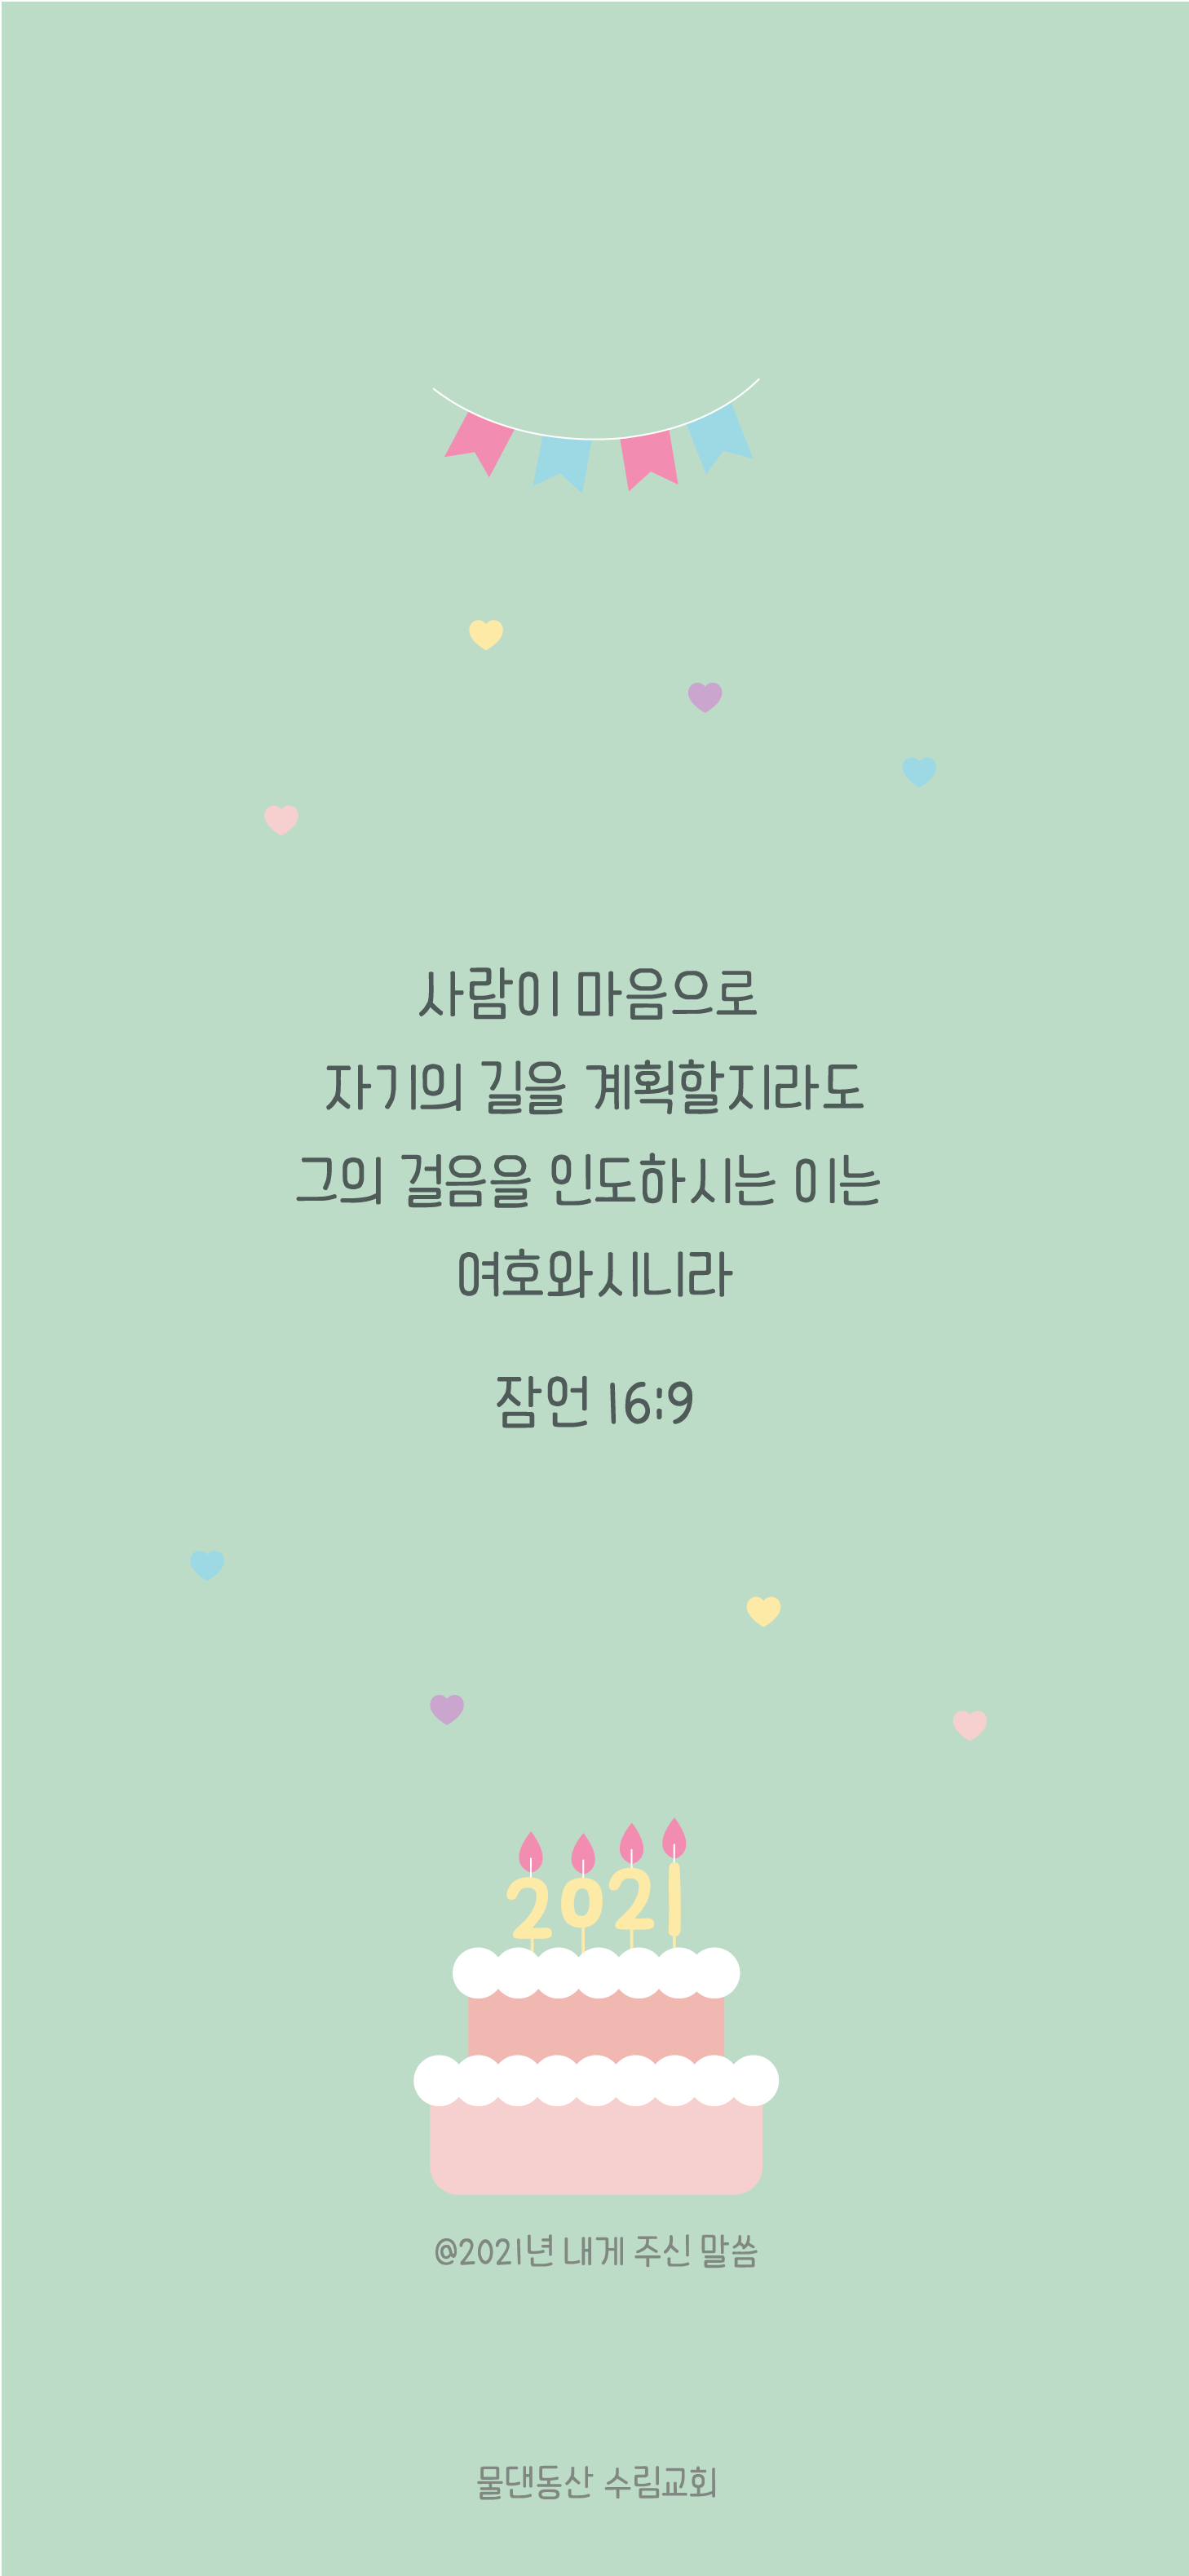 사람이 마음으로
자기의 길을 계획할지라도
그의 걸음을 인도하시는 이는
여호와시니라
잠언 16:9
2021
@2021년 내게 주신 말씀
물댄동산 수림교회